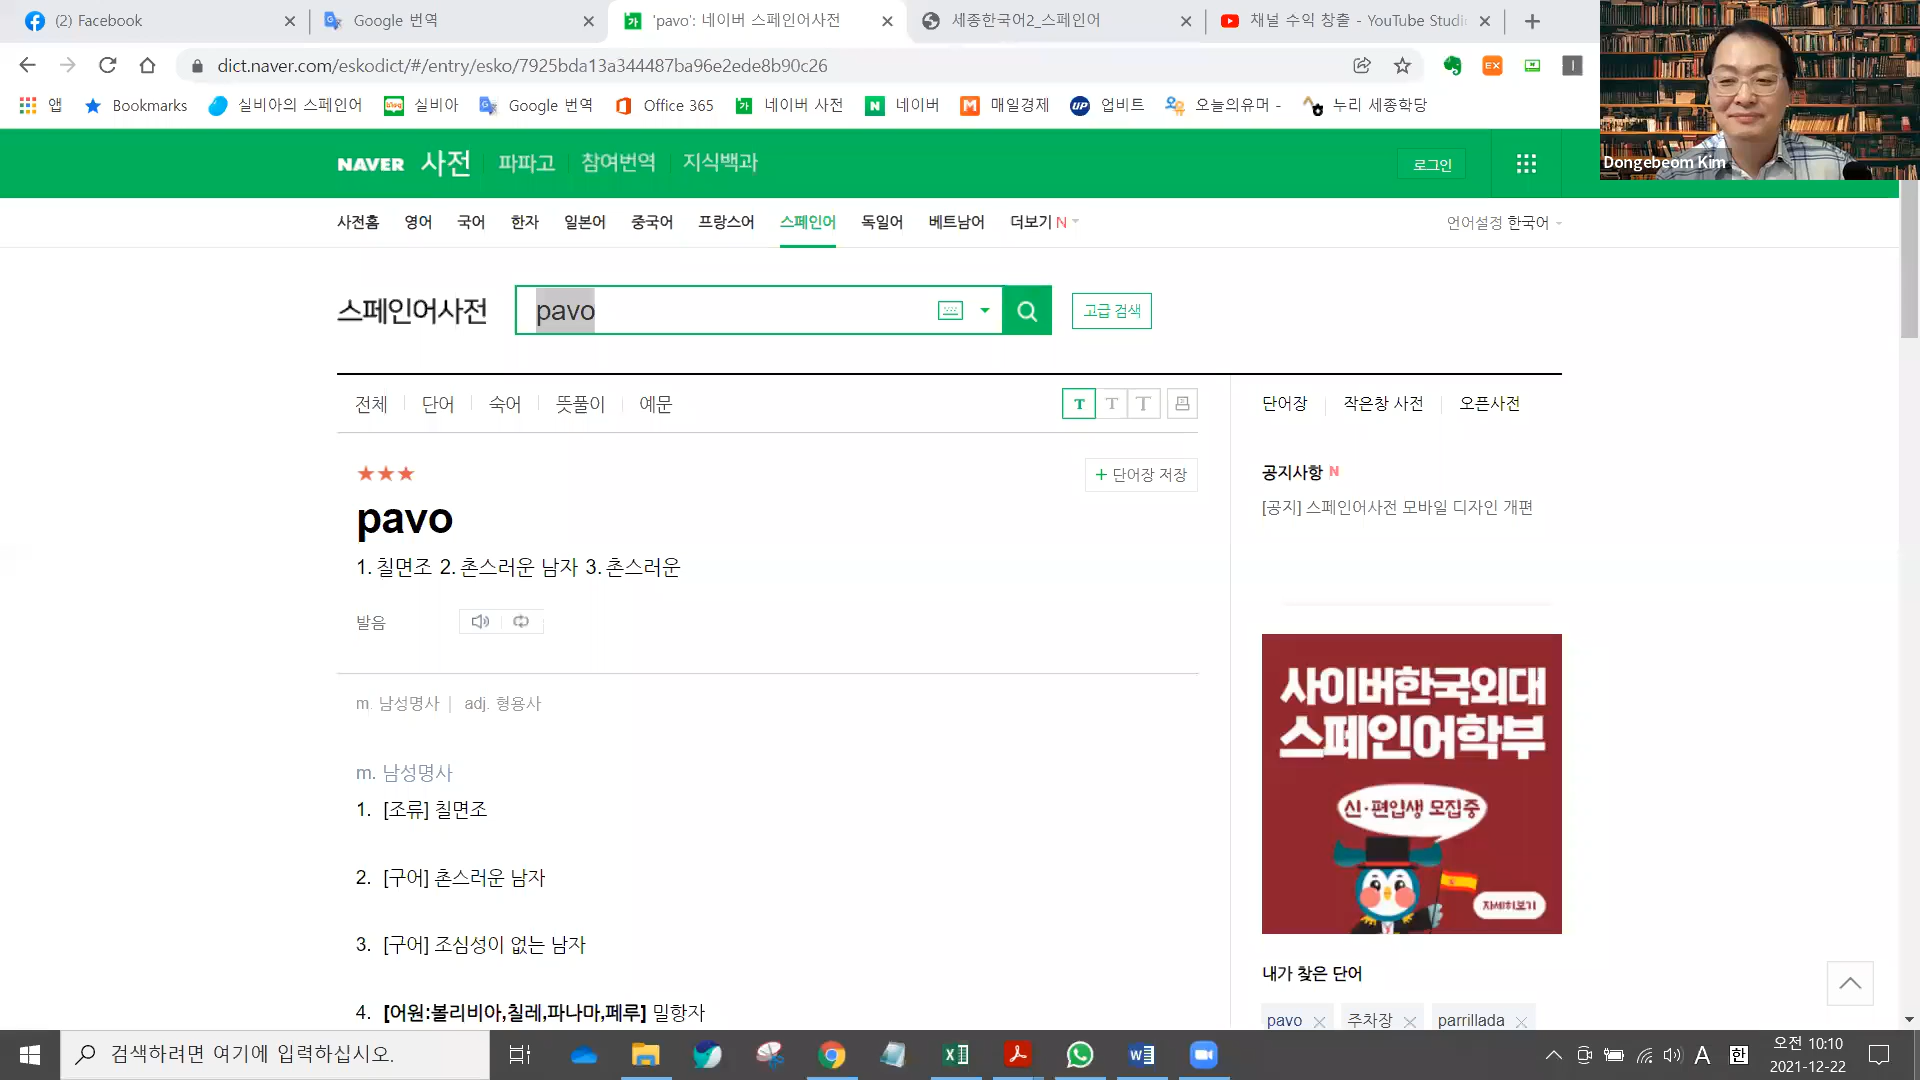 (2) Facebook
Google 번역
'pavo': 네이버 스페인어사전
세종한국어2_스페인어
채널 수익 창출 - YouTube Studi
dict.naver.com/eskodict/#/entry/esko/7925bda13a344487ba96e2ede8b90c26
앱 Bookmarks 실비아의 스페인어 실비아 Google 번역 Office 365 네이버 사전 네이버 매일경제 업비트 오늘의유머 - 누리 세종학당
Dongebeom Kim
NAVER 사전 파파고 참여번역 지식백과 로그인
사전홈 영어 국어 한자 일본어 중국어 프랑스어 스페인어 독일어 베트남어 더보기 N 언어설정 한국어
스페인어사전 pavo 고급 검색
전체 단어 숙어 뜻풀이 예문 T T T
단어장 작은창 사전 오픈사전
+ 단어장 저장
공지사항 N
[공지] 스페인어사전 모바일 디자인 개편
pavo
1. 칠면조 2. 촌스러운 남자 3. 촌스러운
발음
m. 남성명사 | adj. 형용사
m. 남성명사
1. [조류] 칠면조
2. [구어] 촌스러운 남자
3. [구어] 조심성이 없는 남자
4. [어원:볼리비아,칠레,파나마,페루] 밀항자
사이버한국외대
스페인어학부
신·편입생 모집중
자세히보기
내가 찾은 단어
pavo 주차장 parrillada
검색하려면 여기에 입력하십시오.
A 한
오전 10:10
2021-12-22